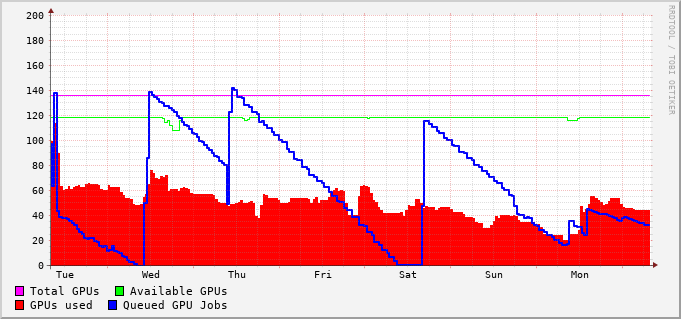 200
180
160
140
120
100
80
60
40
20
0
Tue Wed Thu Fri Sat Sun Mon
Total GPUs Available GPUs
GPUs used Queued GPU Jobs
RRDTOOL / TOBI OETIKER